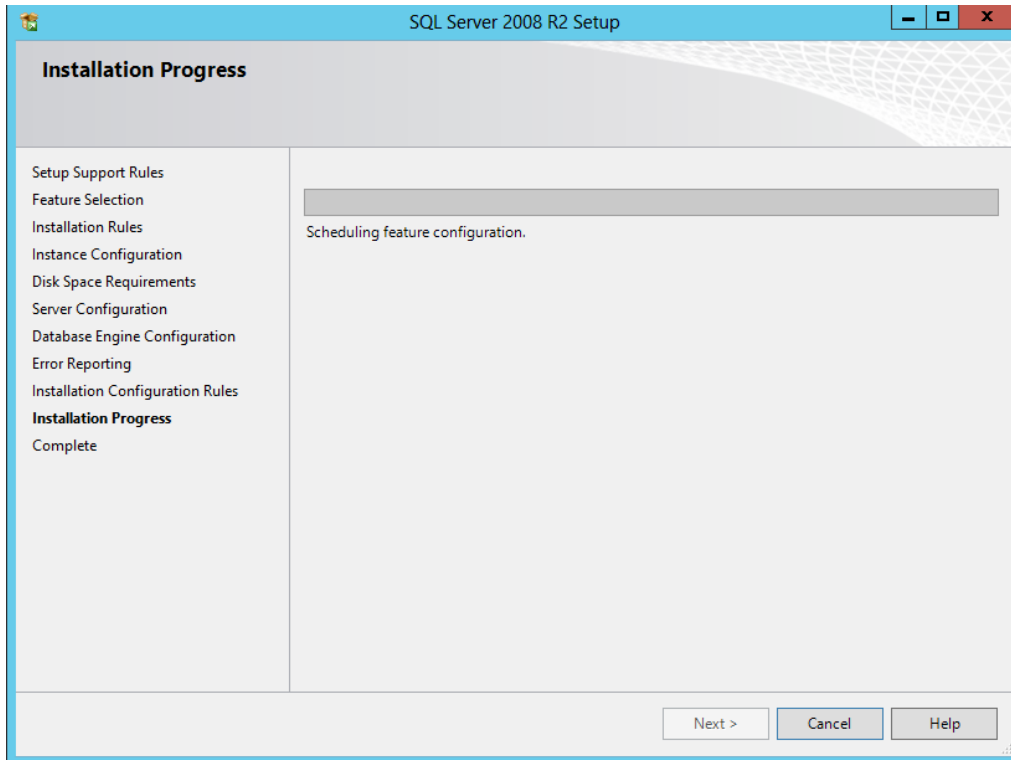 SQL Server 2008 R2 Setup
Installation Progress
Setup Support Rules
Feature Selection
Installation Rules
Instance Configuration
Disk Space Requirements
Server Configuration
Database Engine Configuration
Error Reporting
Installation Configuration Rules
Installation Progress
Complete
Scheduling feature configuration.
Next >
Cancel
Help